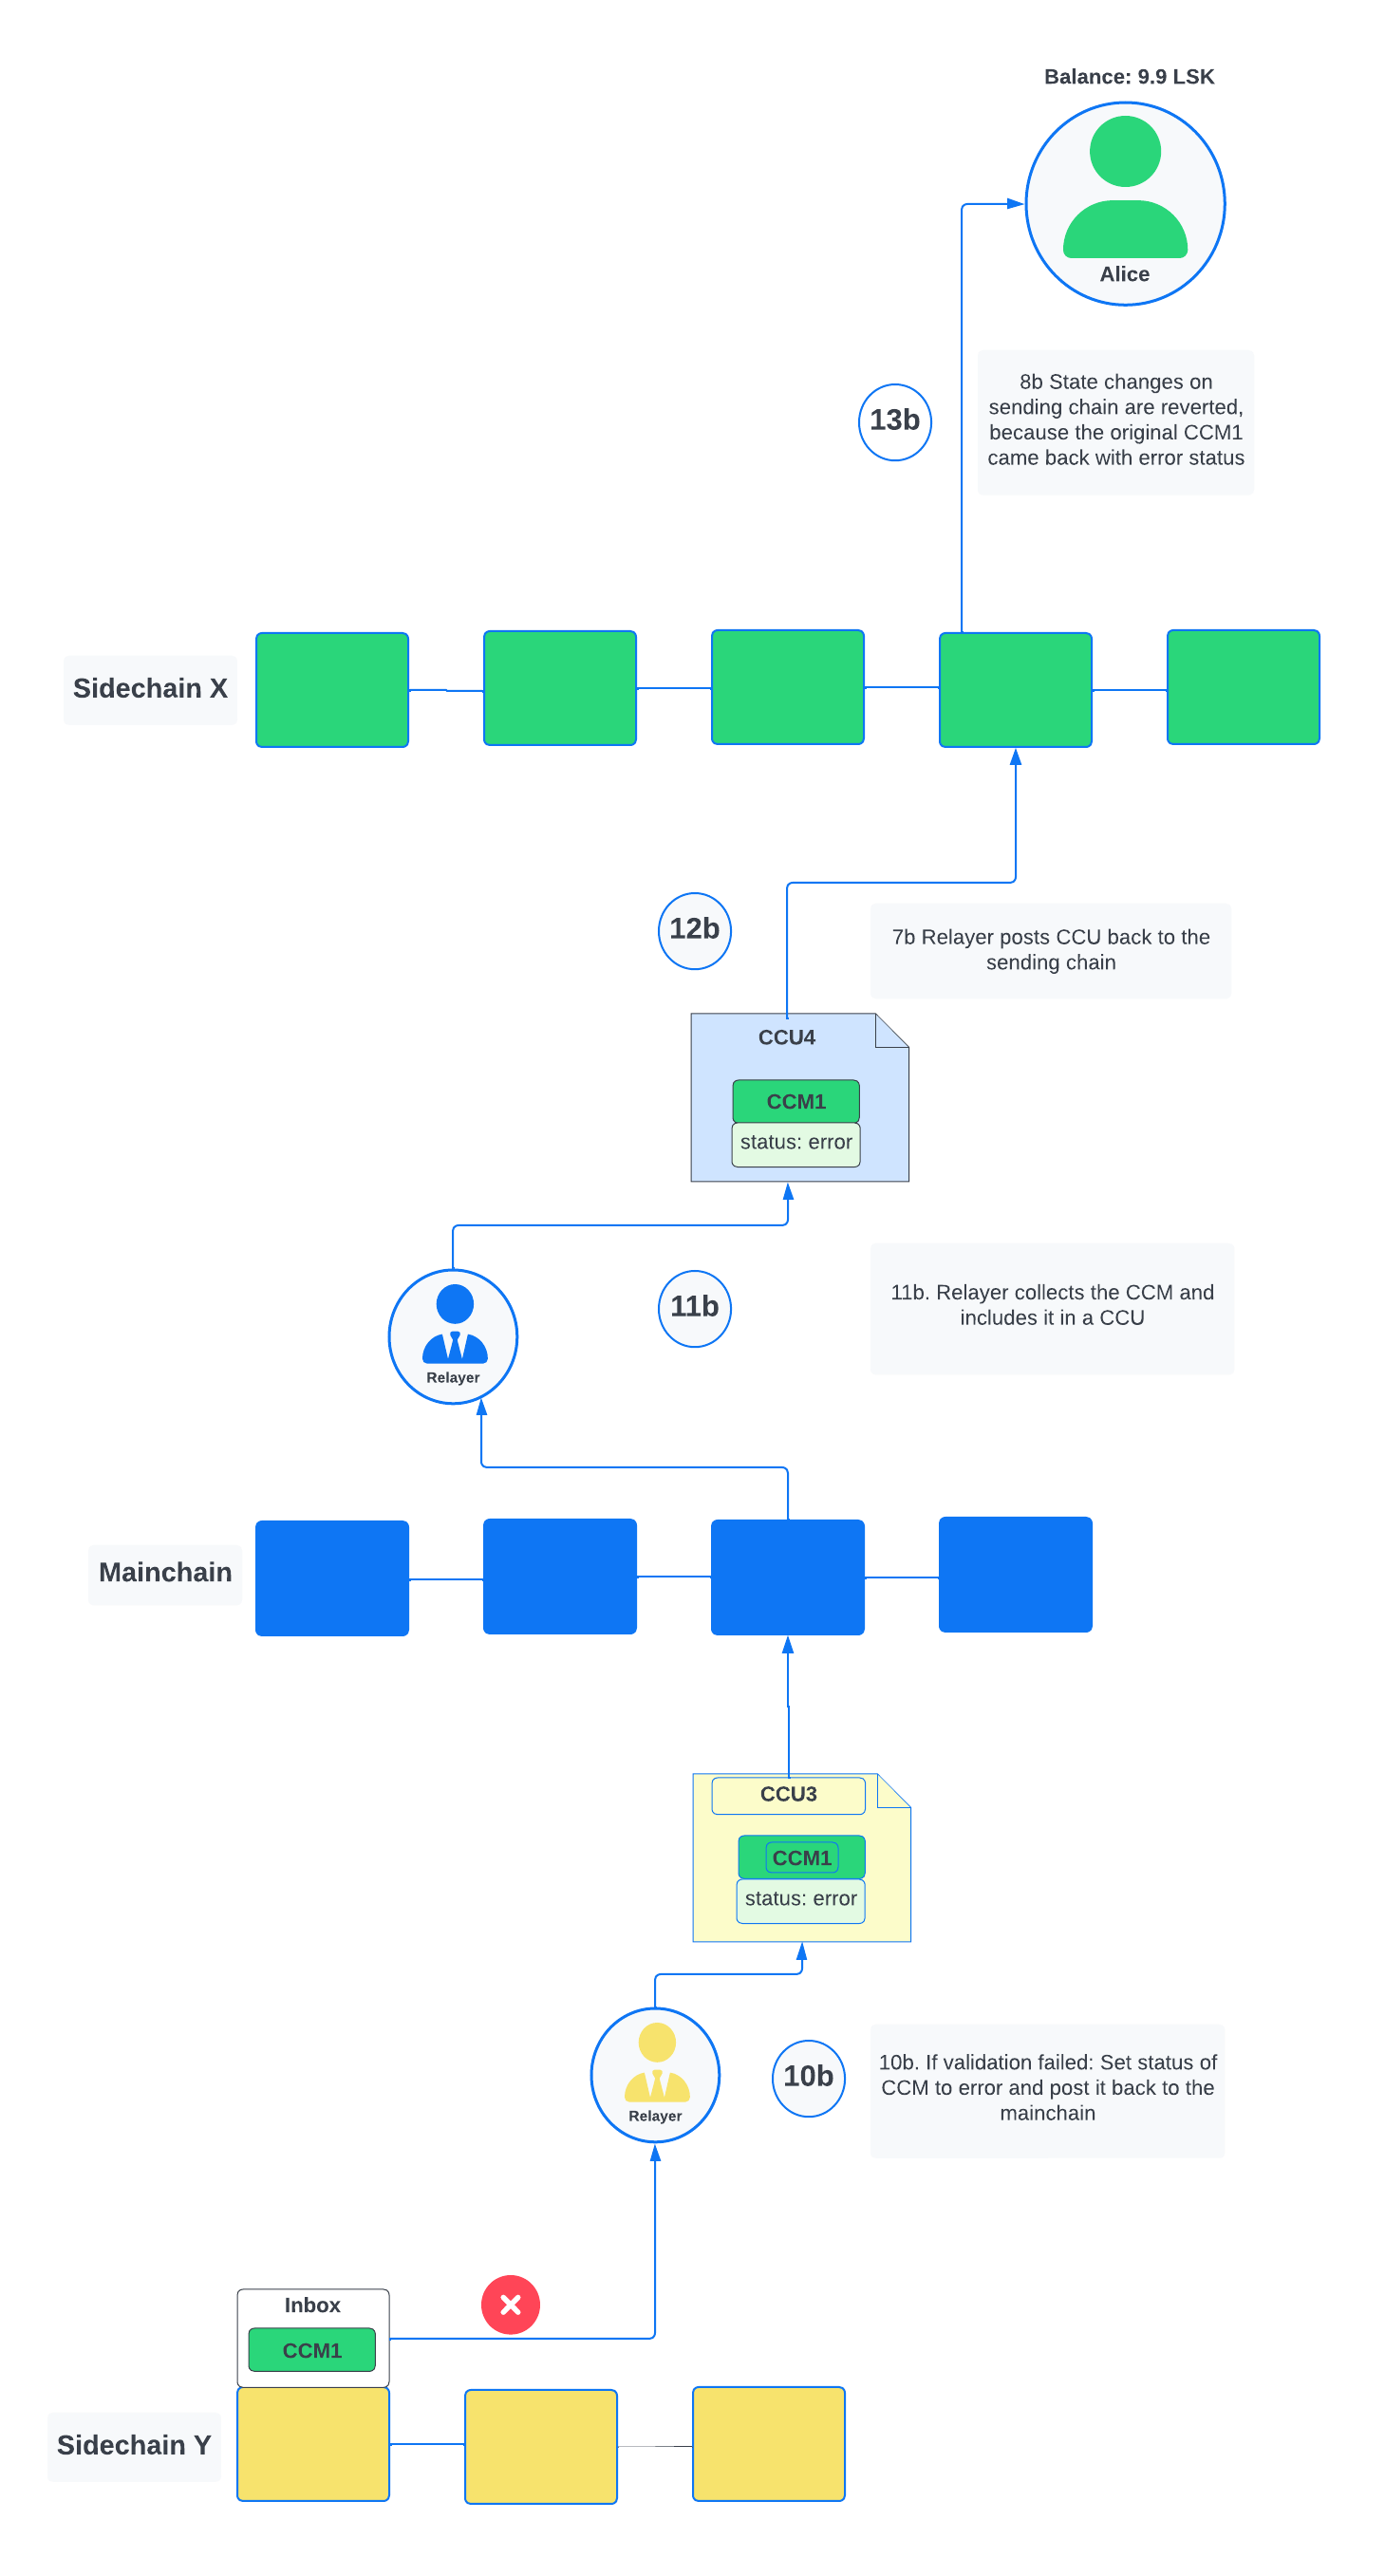 Balance: 9.9 LSK
Alice
13b
8b State changes on
sending chain are reverted,
because the original CCM1
came back with error status
Sidechain X
12b
7b Relayer posts CCU back to the
sending chain
CCU4
CCM1
status: error
11b
11b. Relayer collects the CCM and
includes it in a CCU
Relayer
Mainchain
CCU3
CCM1
status: error
Relayer
10b
10b. If validation failed: Set status of
CCM to error and post it back to the
mainchain
Inbox
CCM1
Sidechain Y